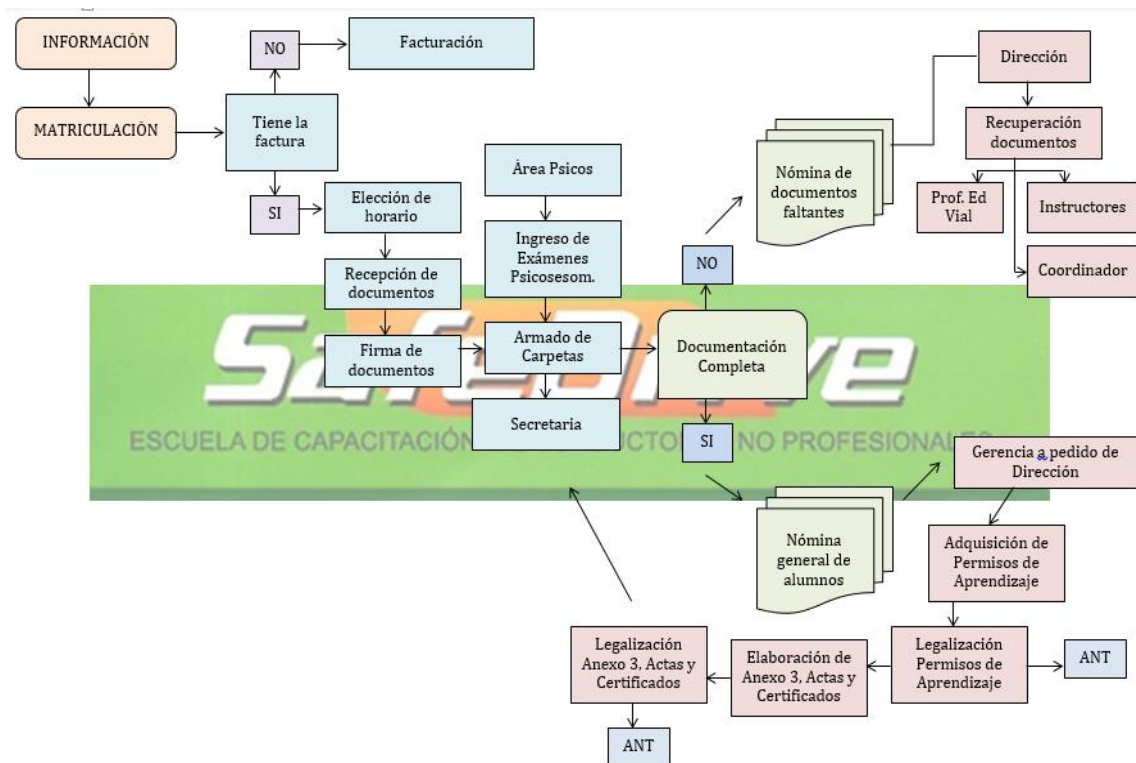 INFORMACIÓN
MATRICULACIÓN
NO
Facturación
Tiene la
factura
SI
Elección de
horario
Recepción de
documentos
Firma de
documentos
Área Psicos
Ingreso de
Exámenes
Psicosesom.
Armado de
Carpetas
Secretaria
Documentación
Completa
NO
Nómina de
documentos
faltantes
Dirección
Recuperación
documentos
Prof. Ed
Vial
Instructores
Coordinador
SI
Nómina
general de
alumnos
Gerencia a pedido de
Dirección
Adquisición de
Permisos de
Aprendizaje
Legalización
Permisos de
Aprendizaje
ANT
Elaboración de
Anexo 3, Actas y
Certificados
Legalización
Anexo 3, Actas y
Certificados
ANT
SafeDrive
ESCUELA DE CAPACITACIÓN NO PROFESIONALES